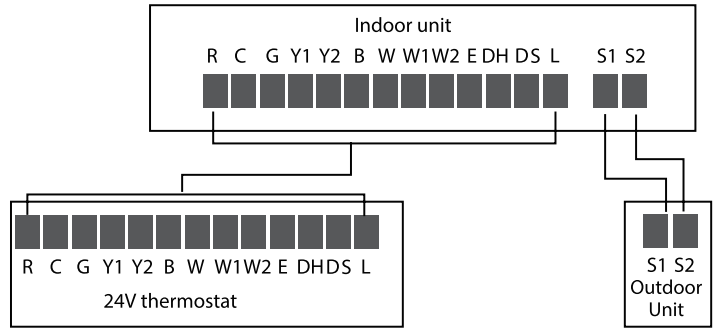 Indoor unit
R C G Y1 Y2 B W W1 W2 E DH DS L S1 S2
R C G Y1 Y2 B W W1 W2 E DH DS L
24V thermostat
S1 S2
Outdoor
Unit